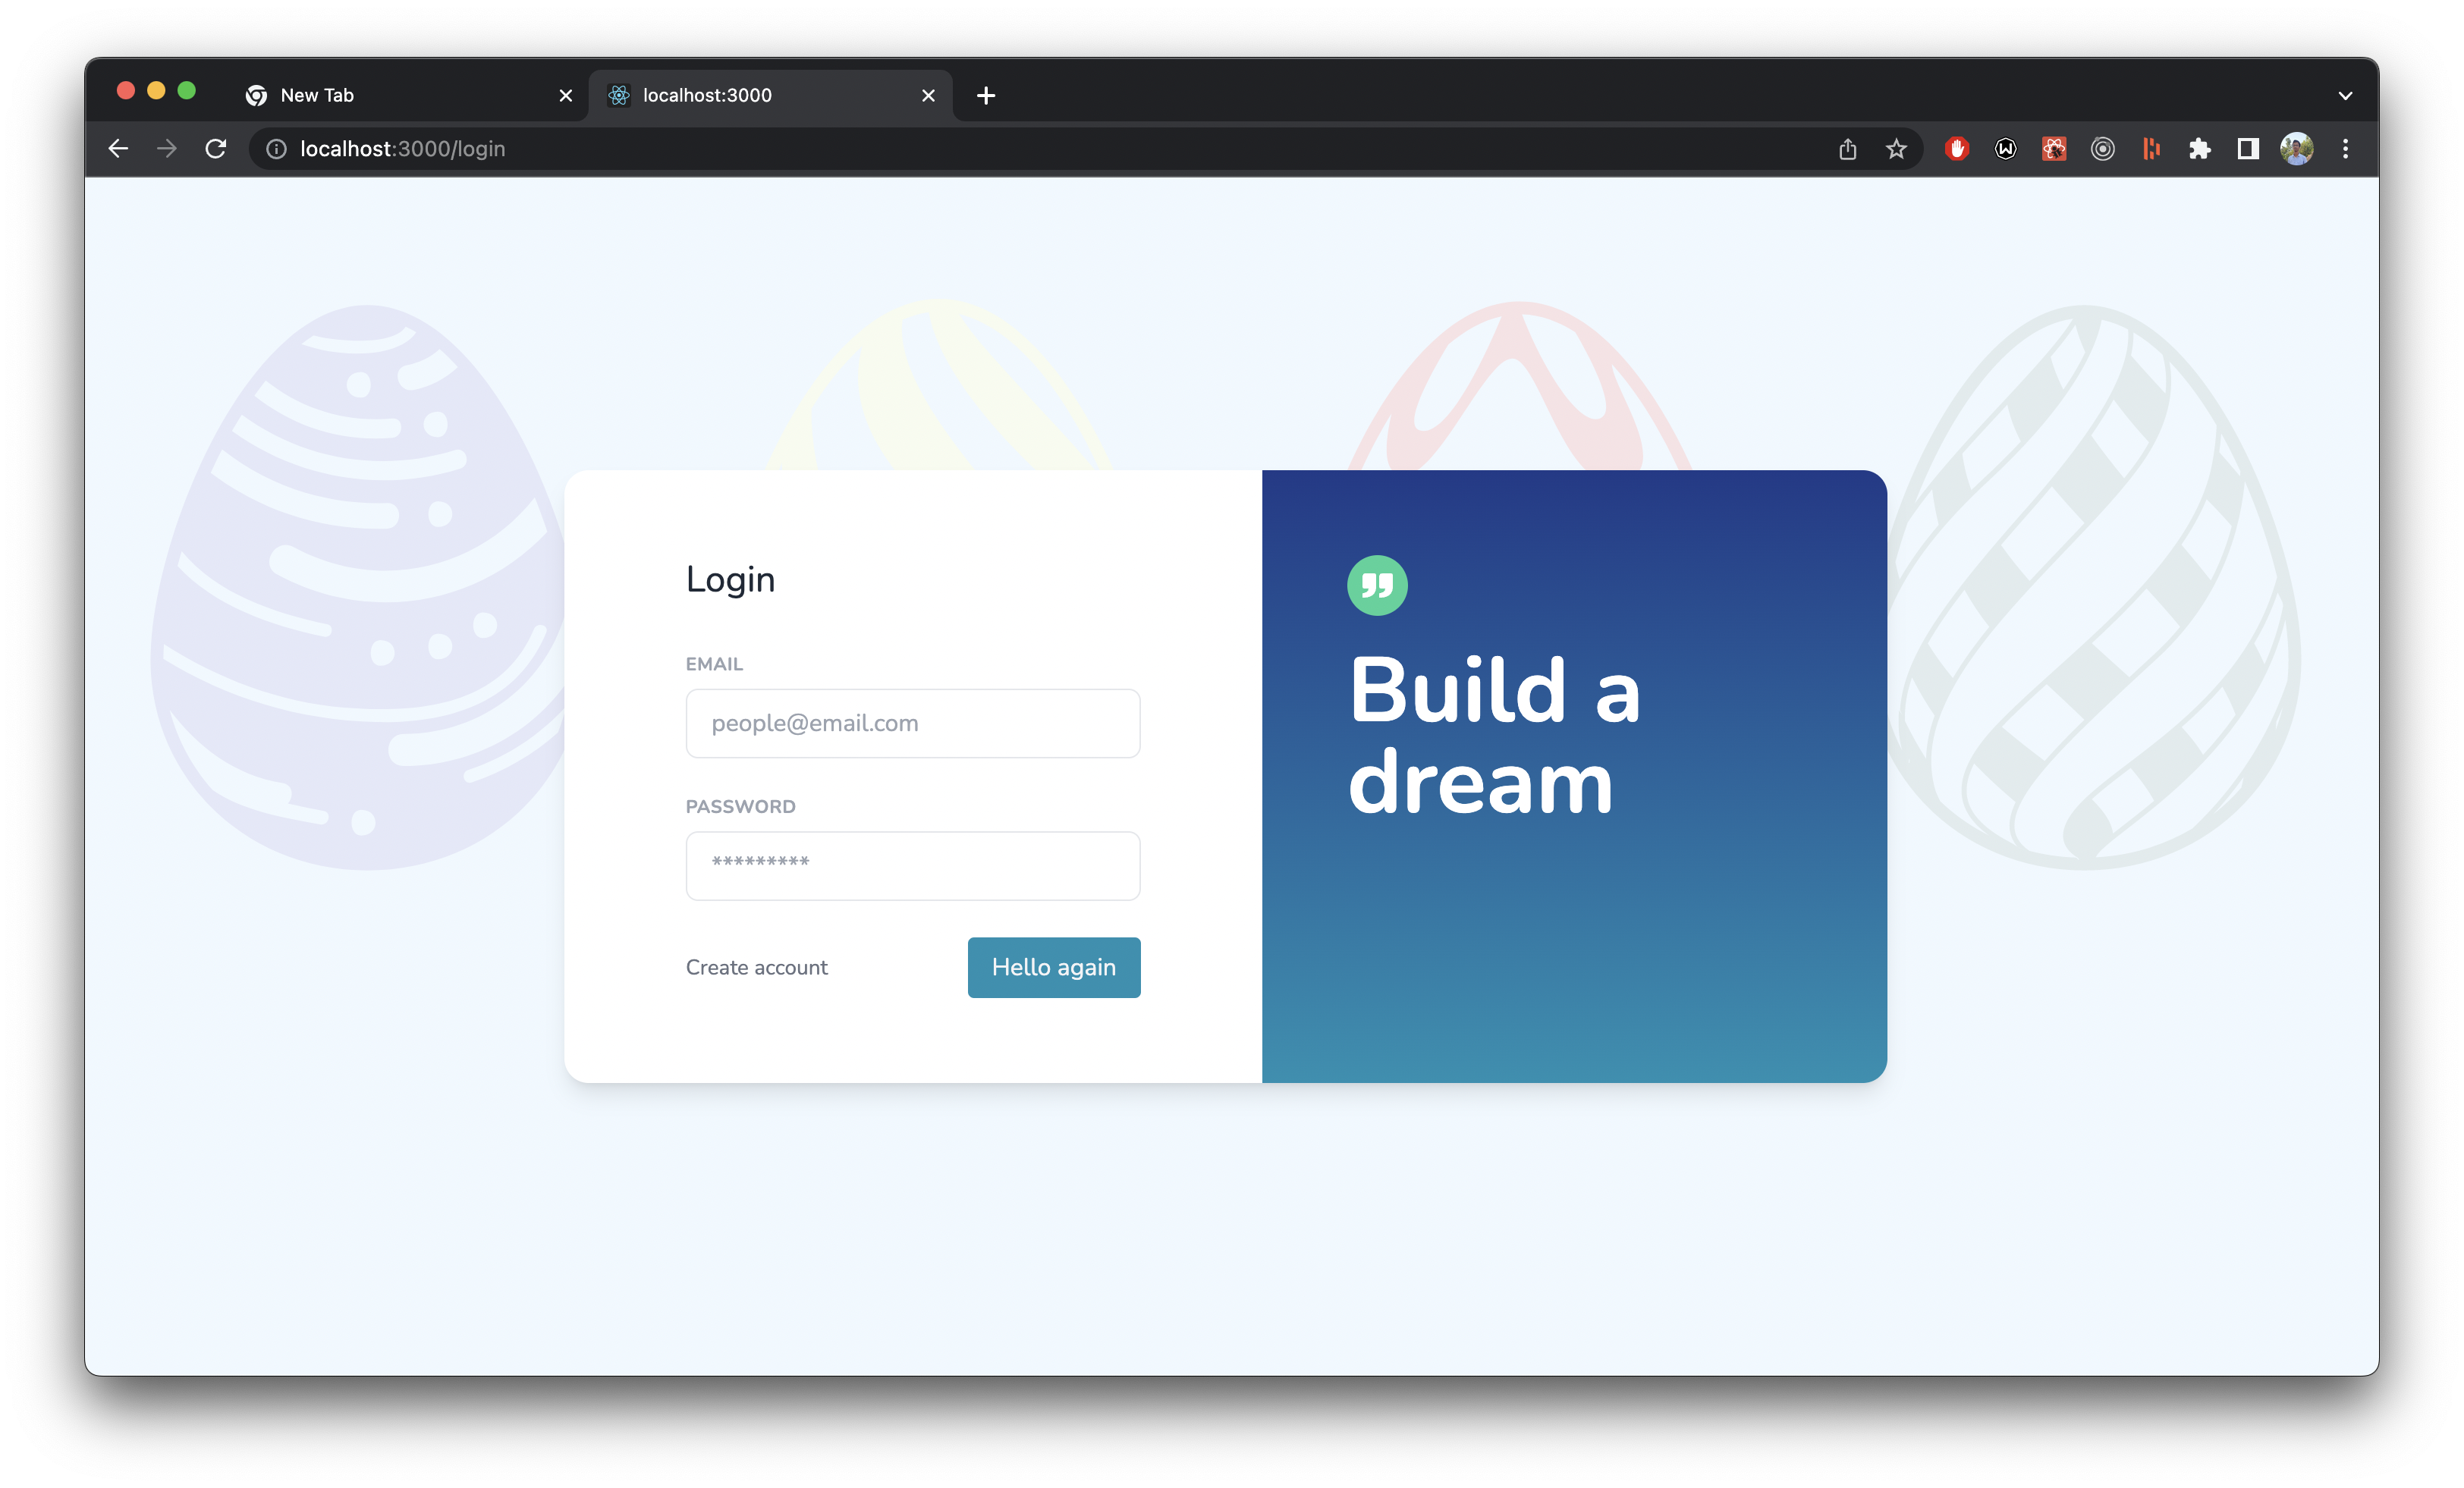 New Tab
localhost:3000
localhost:3000/login
Login
EMAIL
people@email.com
PASSWORD
*********
Create account
Hello again
Build a
dream